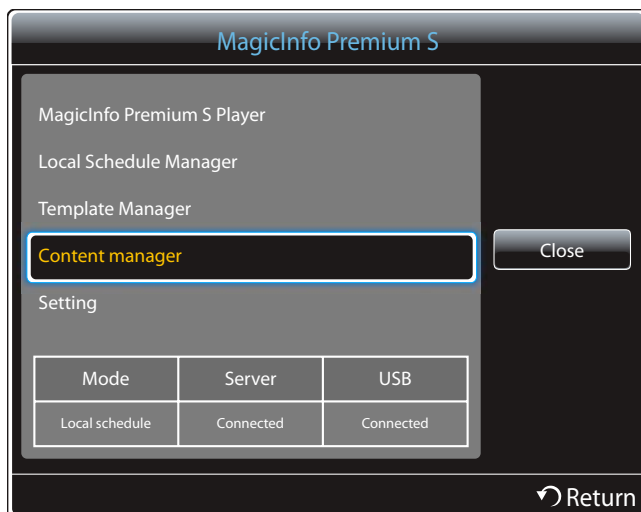 MagicInfo Premium S
MagicInfo Premium S Player
Local Schedule Manager
Template Manager
Content manager
Close
Setting
Mode Server USB
Local schedule Connected Connected
Return